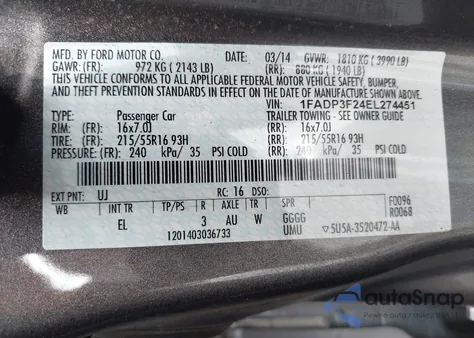 MFD. BY FORD MOTOR CO. 03/14 GVWR: 1810 KG ( 3990 LB)
GAWR: (FR): 972 KG ( 2143 LB) (RR): 880 KG ( 1940 LB)
THIS VEHICLE CONFORMS TO ALL APPLICABLE FEDERAL MOTOR VEHICLE SAFETY, BUMPER,
AND THEFT PREVENTION STANDARDS IN EFFECT ON THE DATE OF MANUFACTURE SHOWN ABOVE.
VIN: 1FADP3F24EL274451
TYPE: Passenger Car TRAILER TOWING - SEE OWNER GUIDE
RIM: (FR): 16x7.0J (RR): 16x7.0J
TIRES: (FR): 215/55R16 93H (RR): 215/55R16 93H
PRESSURE: (FR): 240 kPa/ 35 PSI COLD (RR): 240 kPa/ 35 PSI COLD
EXT PNT: UJ RC: 16 DSO:
WB INT TR TP/PS R AXLE TR SPR F0096
EL 3 AU W GGGG R0068
1201403036733 UMU 5U5A-3520472-AA
autoSnap
Pewne auto z USA